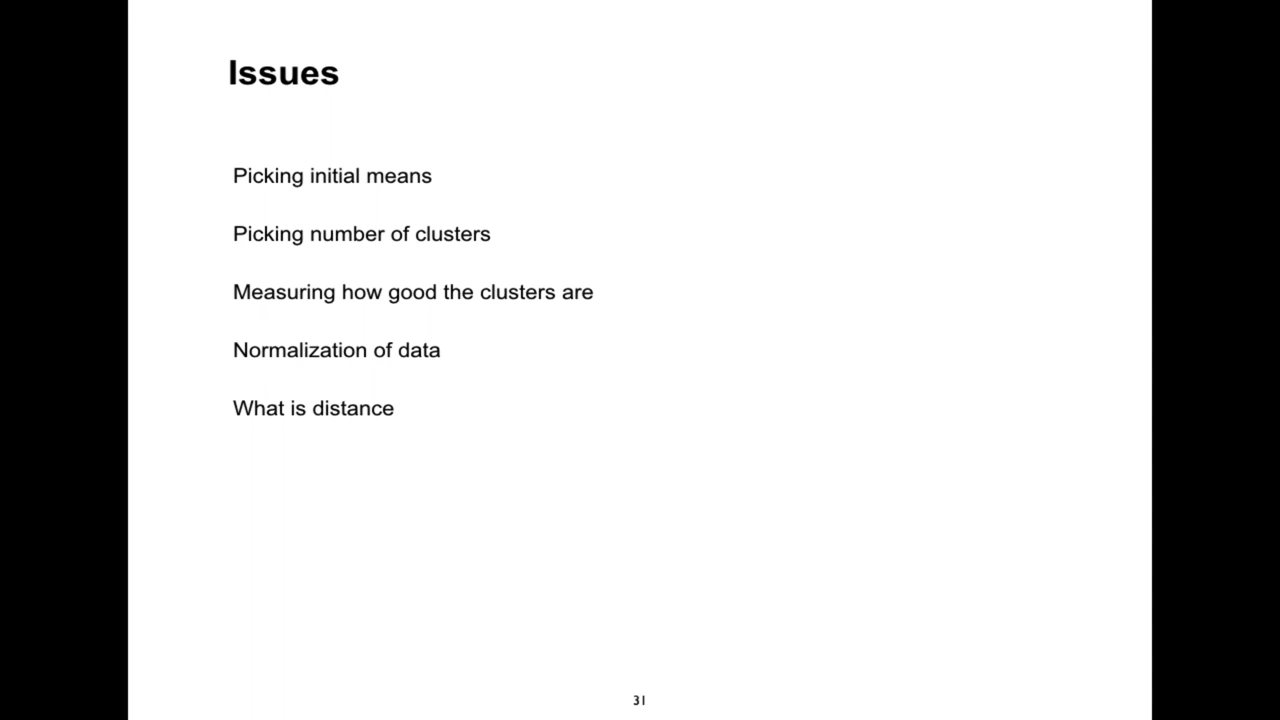 Issues
Picking initial means
Picking number of clusters
Measuring how good the clusters are
Normalization of data
What is distance
31